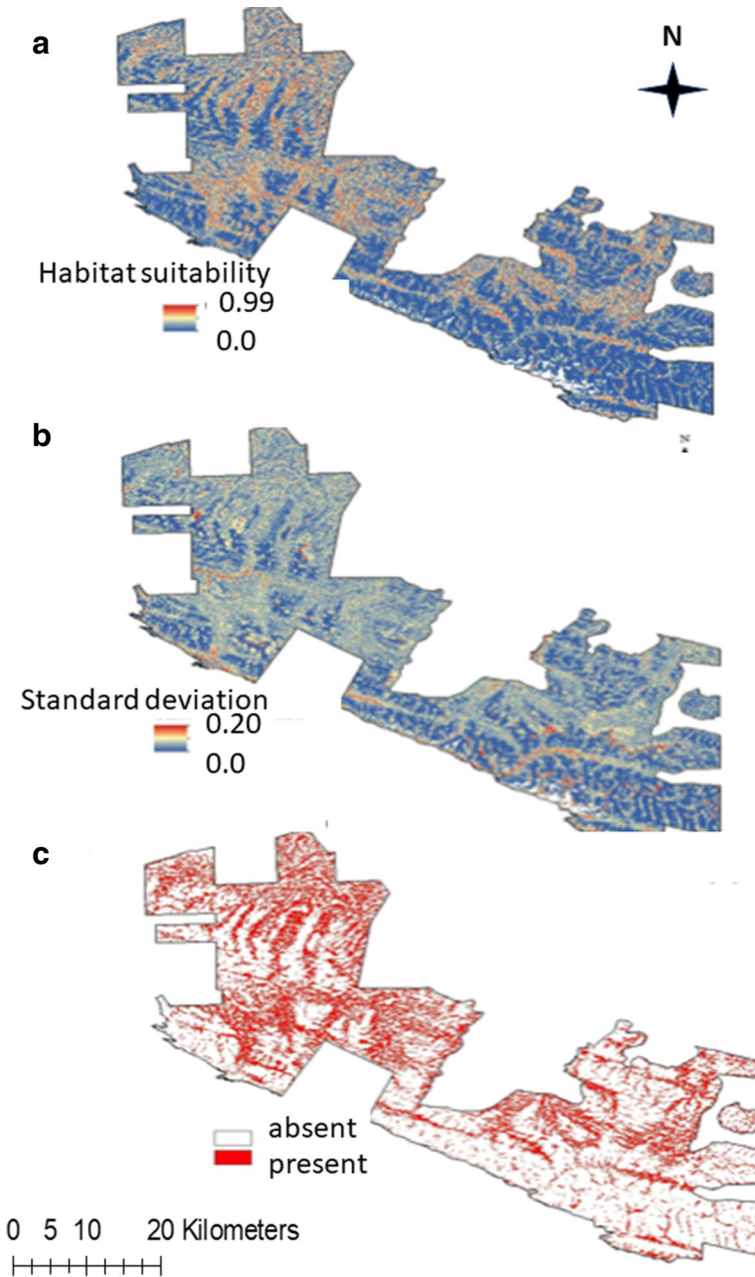 a
N
Habitat suitability
0.99
0.0
b
Standard deviation
0.20
0.0
c
absent
present
0 5 10 20 Kilometers